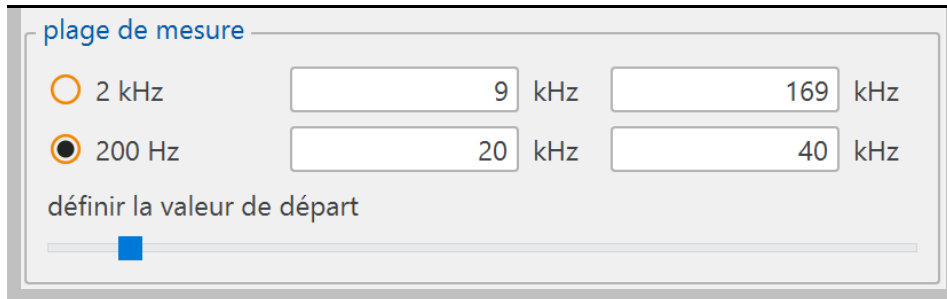 plage de mesure
2 kHz 9 kHz 169 kHz
200 Hz 20 kHz 40 kHz
définir la valeur de départ